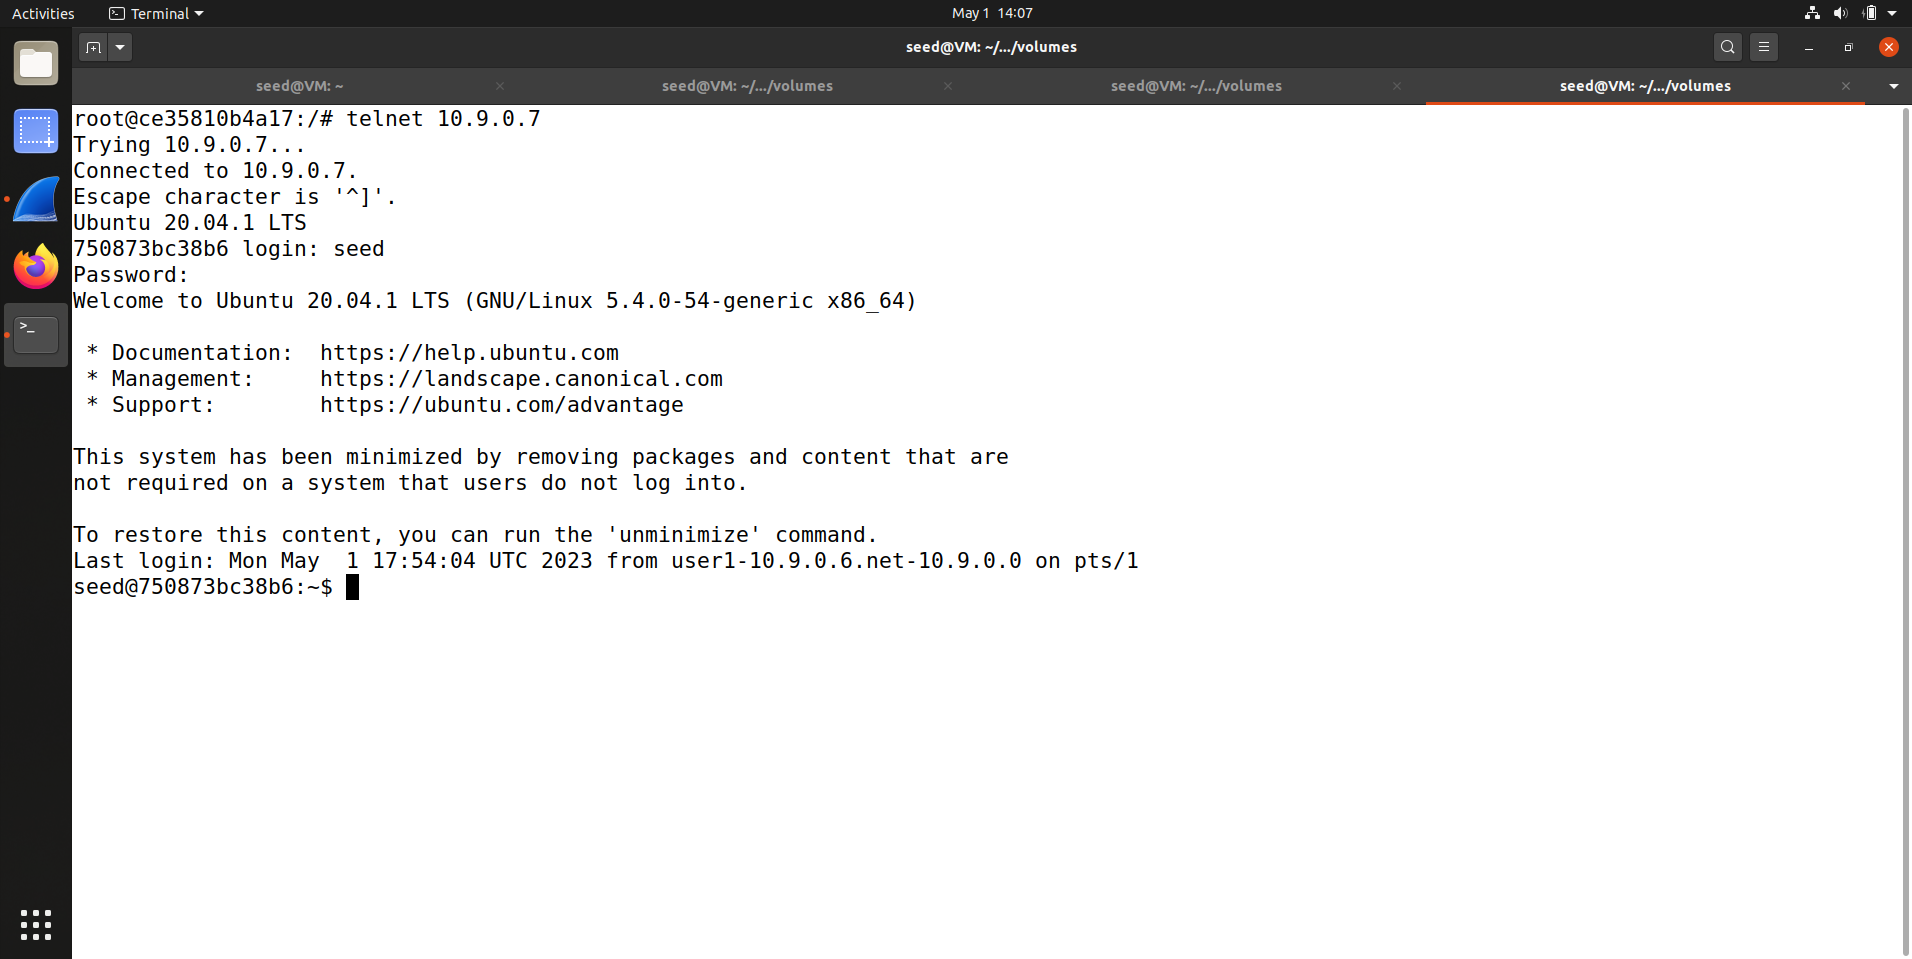 Activities
Terminal
May 1 14:07
seed@VM: ~/.../volumes
seed@VM: ~
seed@VM: ~/.../volumes
seed@VM: ~/.../volumes
seed@VM: ~/.../volumes
root@ce35810b4a17:/# telnet 10.9.0.7
Trying 10.9.0.7...
Connected to 10.9.0.7.
Escape character is '^]'.
Ubuntu 20.04.1 LTS
750873bc38b6 login: seed
Password:
Welcome to Ubuntu 20.04.1 LTS (GNU/Linux 5.4.0-54-generic x86_64)
* Documentation:  https://help.ubuntu.com
* Management:     https://landscape.canonical.com
* Support:        https://ubuntu.com/advantage
This system has been minimized by removing packages and content that are
not required on a system that users do not log into.
To restore this content, you can run the 'unminimize' command.
Last login: Mon May  1 17:54:04 UTC 2023 from user1-10.9.0.6.net-10.9.0.0 on pts/1
seed@750873bc38b6:~$